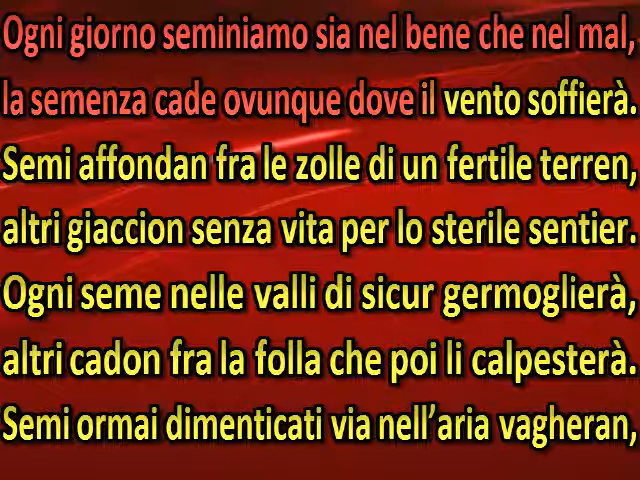 Ogni giorno seminiamo sia nel bene che nel mal,
la semenza cade ovunque dove il vento soffierà.
Semi affondan fra le zolle di un fertile terren,
altri giaccion senza vita per lo sterile sentier.
Ogni seme nelle valli di sicur germoglierà,
altri cadon fra la folla che poi li calpesterà.
Semi ormai dimenticati via nell'aria vagheran,